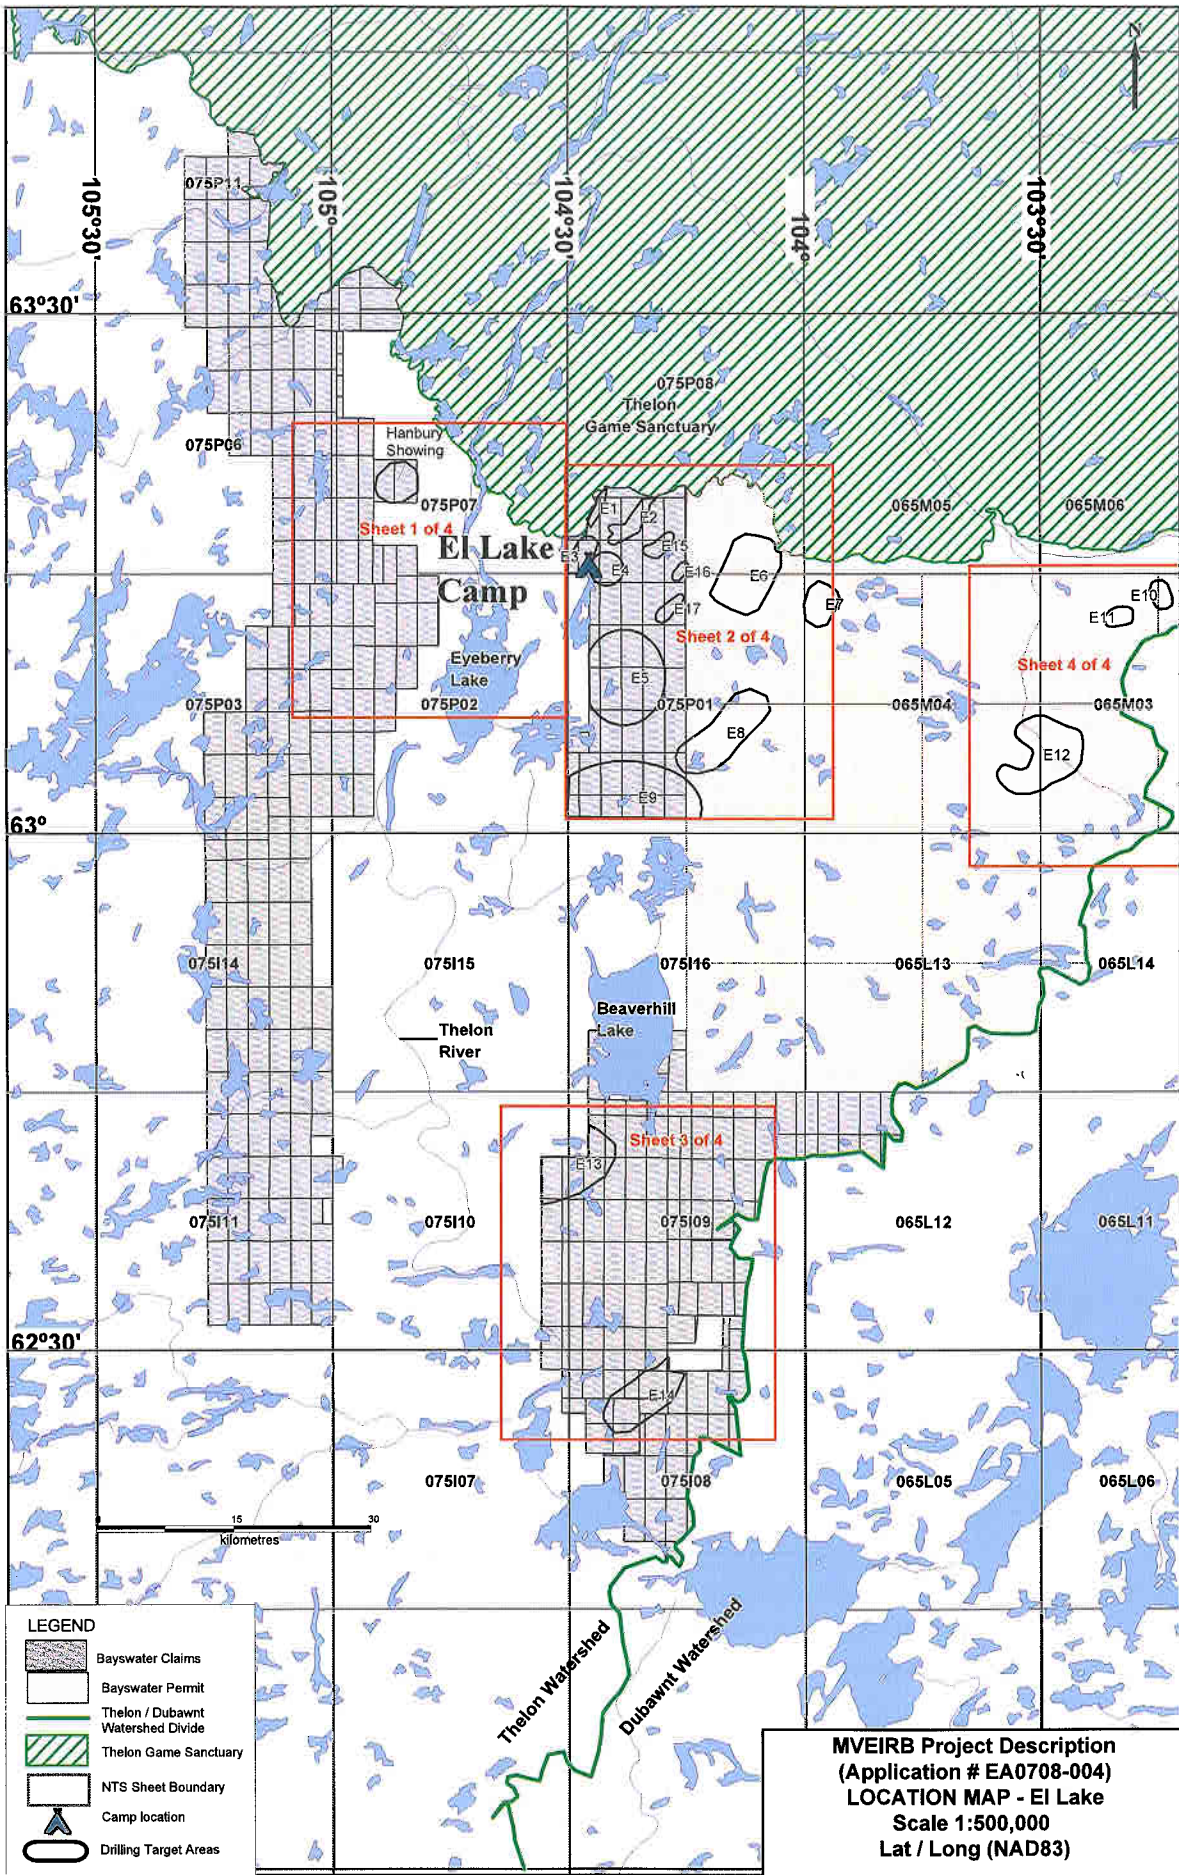 N
075P11
105°30'
105°
104°30'
104°
103°30'
63°30'
075P08
Thelon
Game Sanctuary
Hanbury
Showing
075P06
075P07
Sheet 1 of 4
065M05
065M06
E1
E2
El Lake
Camp
E3
E15
E4
E16
E6
E7
E17
E10
E11
Sheet 2 of 4
Sheet 4 of 4
Eyeberry
Lake
E5
075P03
075P02
075P01
065M04
065M03
E8
E12
E9
63°
075I14
075I15
075I16
065L13
065L14
Beaverhill
Lake
Thelon
River
Sheet 3 of 4
E13
075I11
075I10
075I09
065L12
065L11
62°30'
E14
075I07
075I08
065L05
065L06
15
30
kilometres
Thelon Watershed
Dubawnt Watershed
LEGEND
Bayswater Claims
Bayswater Permit
Thelon / Dubawnt
Watershed Divide
Thelon Game Sanctuary
NTS Sheet Boundary
Camp location
Drilling Target Areas
MVEIRB Project Description
(Application # EA0708-004)
LOCATION MAP - El Lake
Scale 1:500,000
Lat / Long (NAD83)